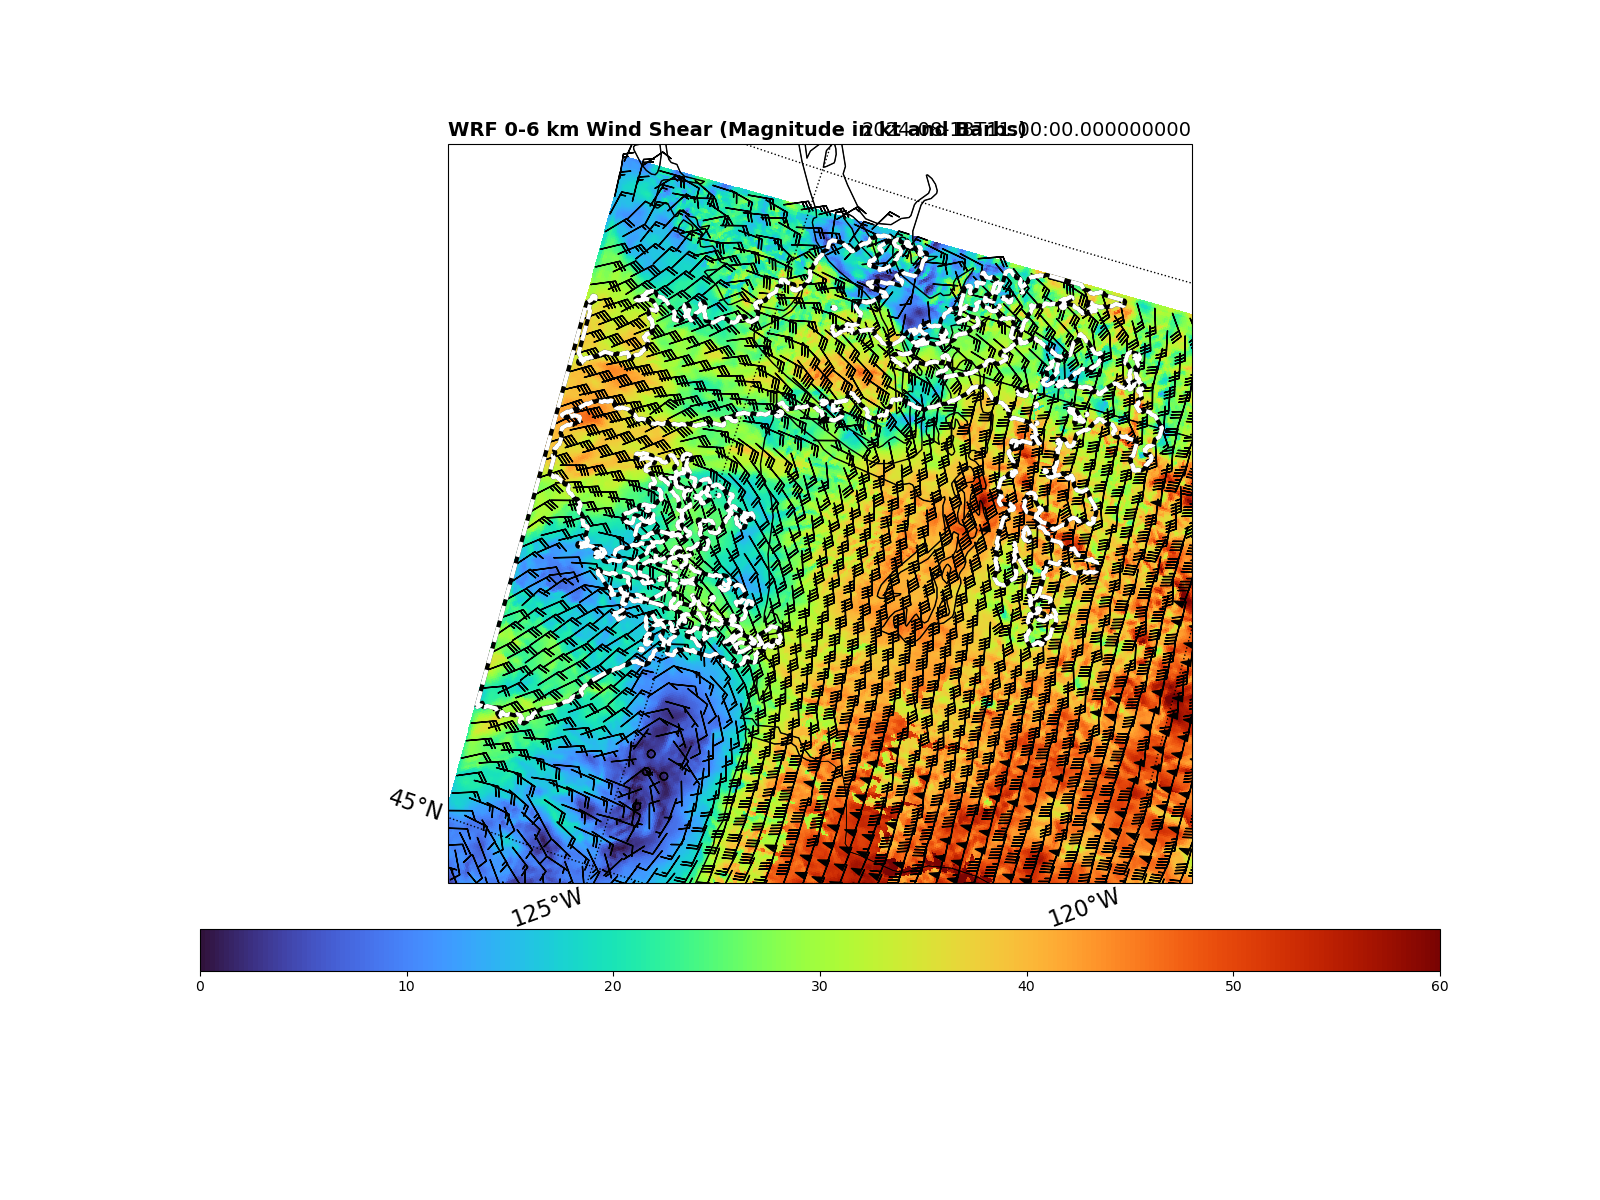 WRF 0-6 km Wind Shear (Magnitude in kt and Barbs)
:00:00.000000000
45°N
125°W
120°W
0 10 20 30 40 50 60